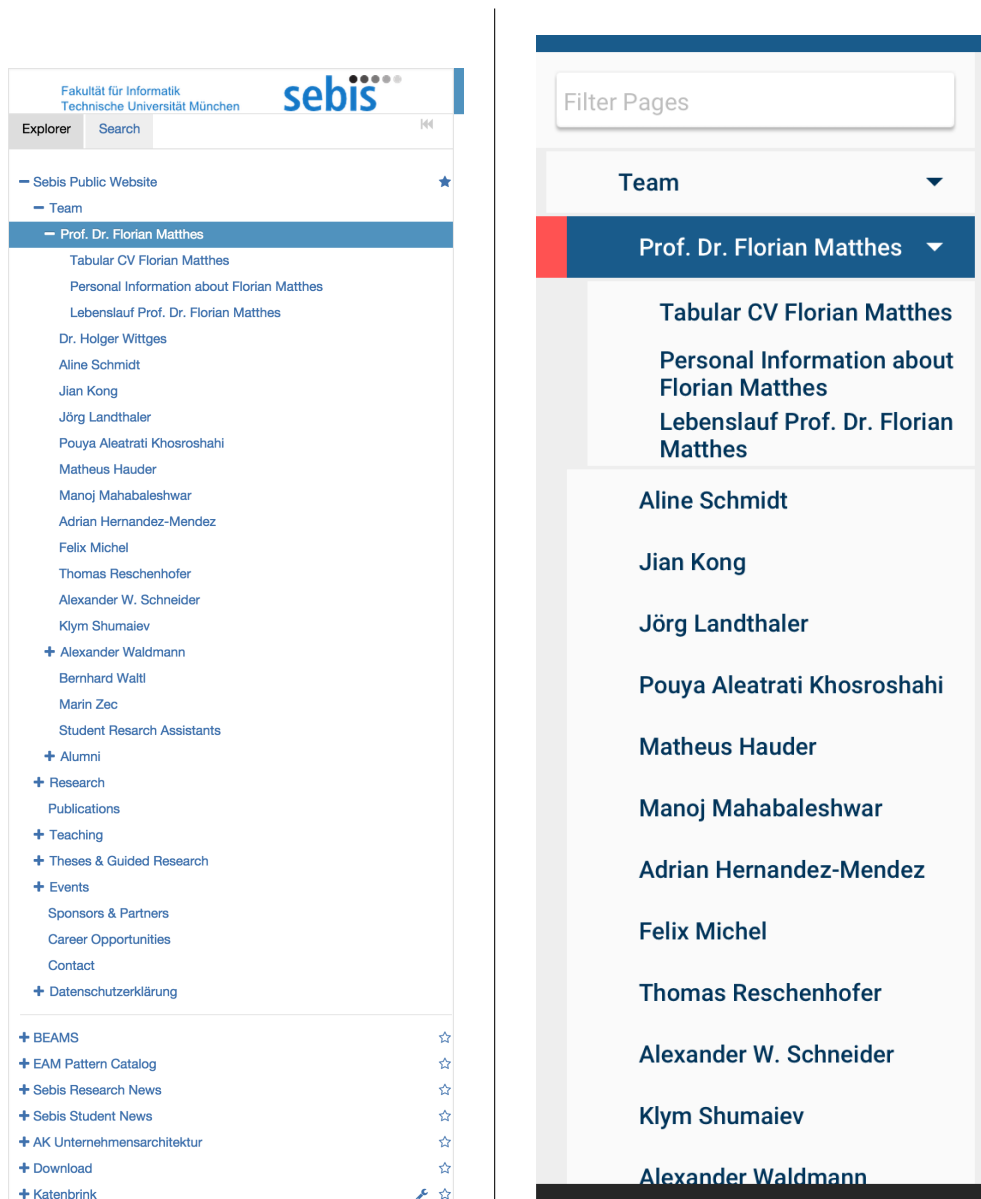 Fakultät für Informatik
Technische Universität München
sebis
Explorer
Search
Sebis Public Website
Team
Prof. Dr. Florian Matthes
Tabular CV Florian Matthes
Personal Information about Florian Matthes
Lebenslauf Prof. Dr. Florian Matthes
Dr. Holger Wittges
Aline Schmidt
Jian Kong
Jörg Landthaler
Pouya Aleatrati Khosroshahi
Matheus Hauder
Manoj Mahabaleshwar
Adrian Hernandez-Mendez
Felix Michel
Thomas Reschenhofer
Alexander W. Schneider
Klym Shumaiev
Alexander Waldmann
Bernhard Waltl
Marin Zec
Student Resarch Assistants
Alumni
Research
Publications
Teaching
Theses & Guided Research
Events
Sponsors & Partners
Career Opportunities
Contact
Datenschutzerklärung
BEAMS
EAM Pattern Catalog
Sebis Research News
Sebis Student News
AK Unternehmensarchitektur
Download
Katenbrink
Filter Pages
Team
Prof. Dr. Florian Matthes
Tabular CV Florian Matthes
Personal Information about
Florian Matthes
Lebenslauf Prof. Dr. Florian
Matthes
Aline Schmidt
Jian Kong
Jörg Landthaler
Pouya Aleatrati Khosroshahi
Matheus Hauder
Manoj Mahabaleshwar
Adrian Hernandez-Mendez
Felix Michel
Thomas Reschenhofer
Alexander W. Schneider
Klym Shumaiev
Alexander Waldmann